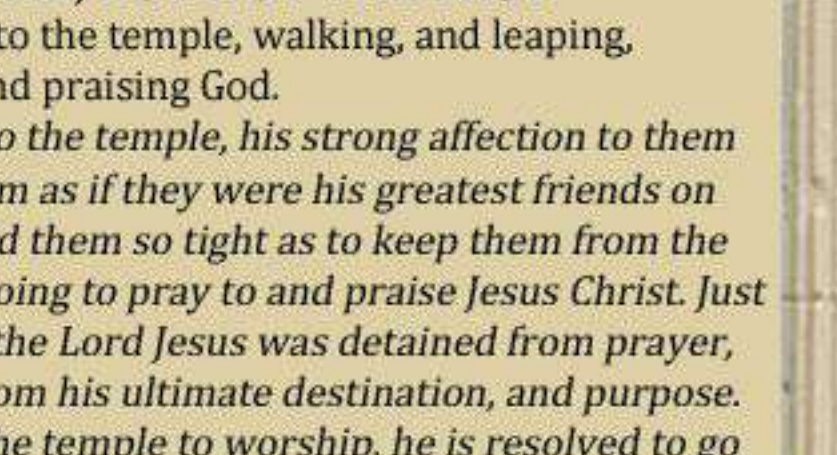 to the temple, walking, and leaping,
nd praising God.
o the temple, his strong affection to them
m as if they were his greatest friends on
d them so tight as to keep them from the
oing to pray to and praise Jesus Christ. Just
the Lord Jesus was detained from prayer,
om his ultimate destination, and purpose.
he temple to worship, he is resolved to go